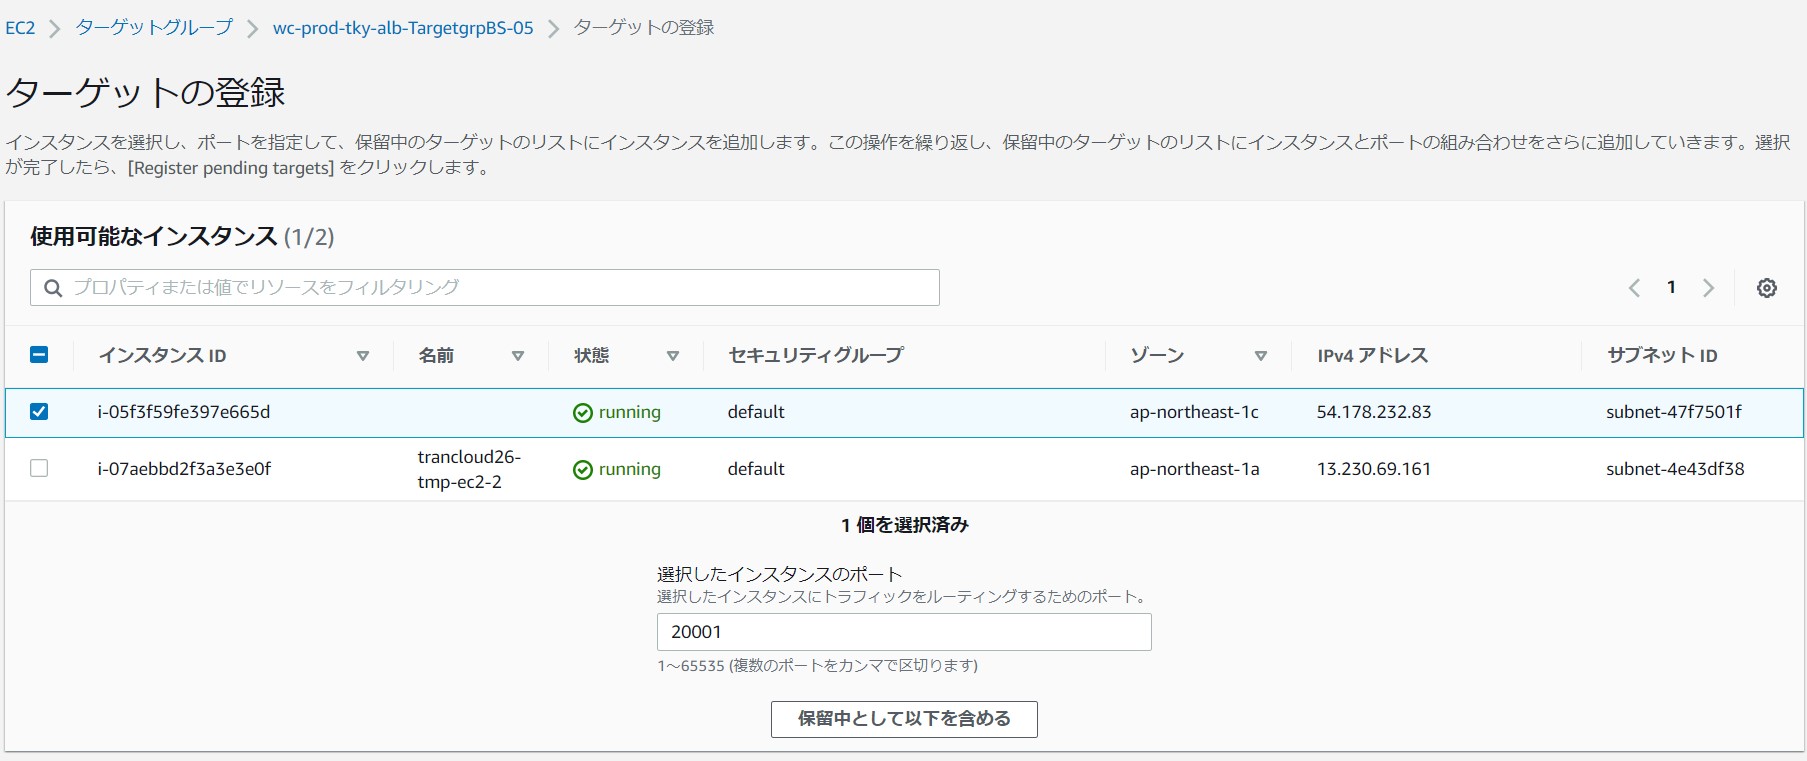 EC2 > ターゲットグループ > wc-prod-tky-alb-TargetgrpBS-05 > ターゲットの登録
ターゲットの登録
インスタンスを選択し、ポートを指定して、保留中のターゲットのリストにインスタンスを追加します。この操作を繰り返し、保留中のターゲットのリストにインスタンスとポートの組み合わせをさらに追加していきます。選択
が完了したら、[Register pending targets] をクリックします。
使用可能なインスタンス (1/2)
プロパティまたは値でリソースをフィルタリング
1
インスタンス ID 名前 状態 セキュリティグループ ゾーン IPv4 アドレス サブネット ID
i-05f3f59fe397e665d running default ap-northeast-1c 54.178.232.83 subnet-47f7501f
i-07aebbd2f3a3e3e0f trancloud26-tmp-ec2-2 running default ap-northeast-1a 13.230.69.161 subnet-4e43df38
1 個を選択済み
選択したインスタンスのポート
選択したインスタンスにトラフィックをルーティングするためのポート。
20001
1～65535 (複数のポートをカンマで区切ります)
保留中として以下を含める